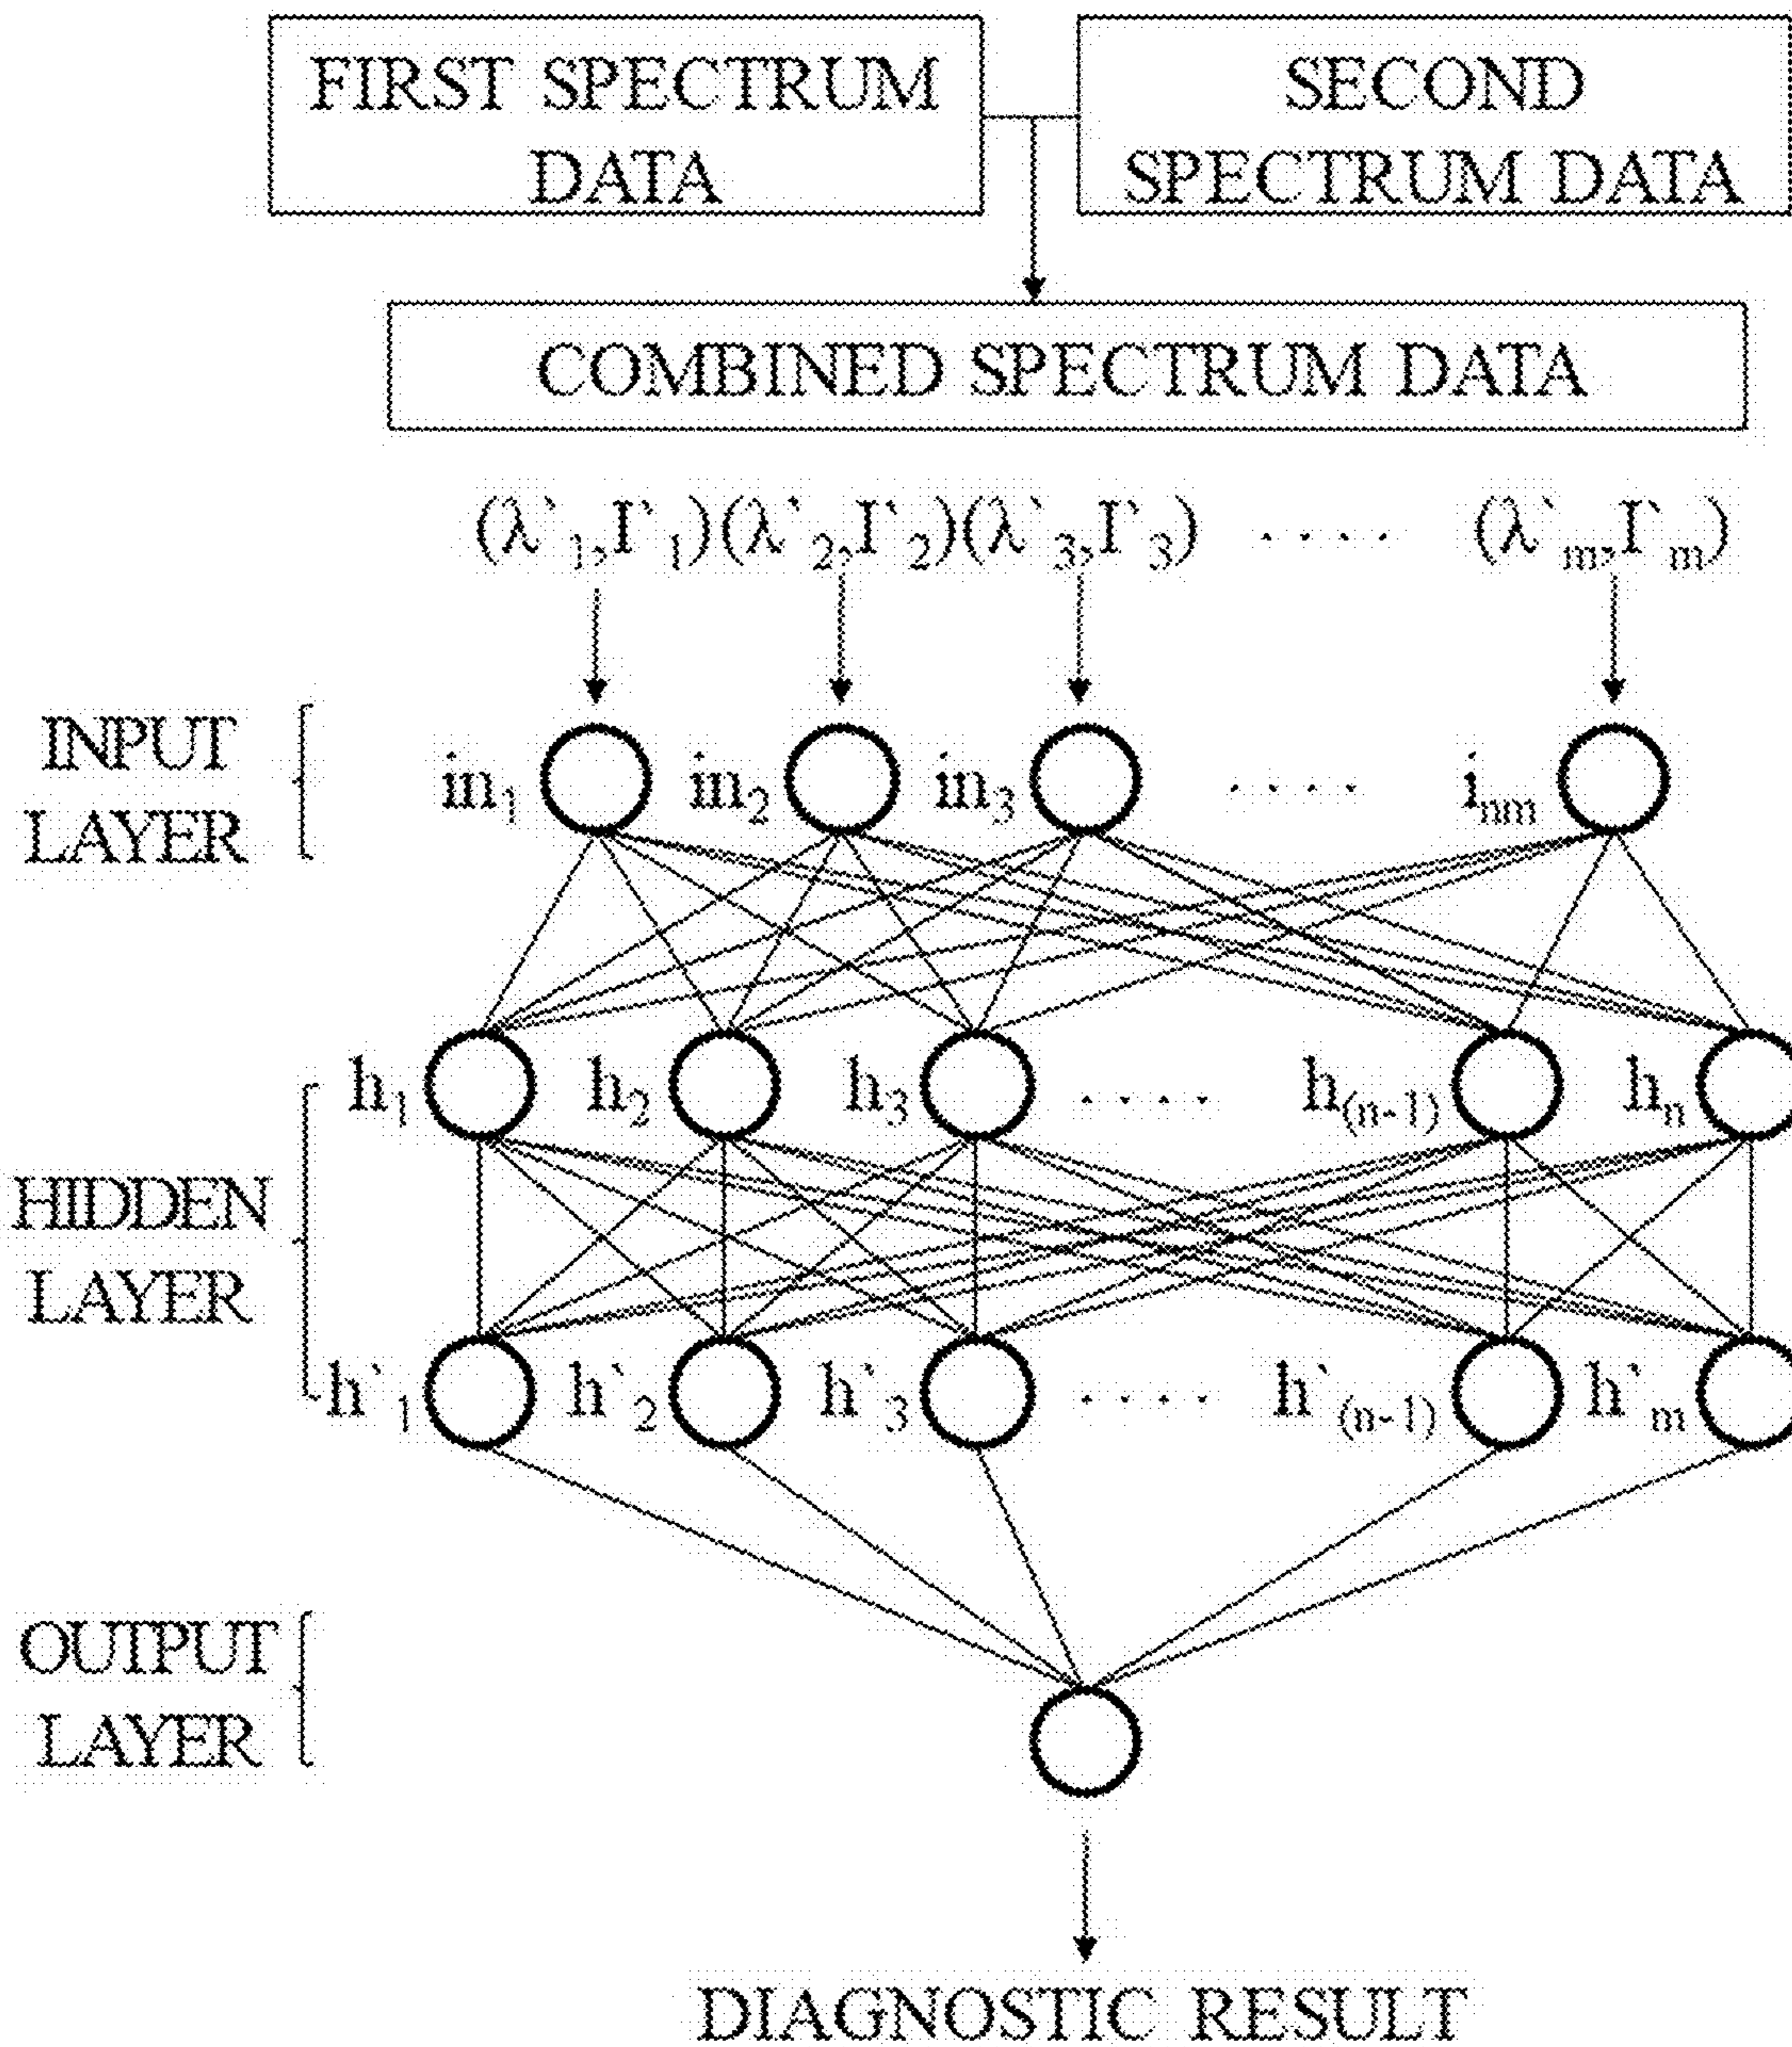 FIRST SPECTRUM
DATA
SECOND
SPECTRUM DATA
COMBINED SPECTRUM DATA
(λ`₁,I`₁)(λ`₂,I`₂)(λ`₃,I`₃) . . . . (λ`ₘ,I`ₘ)
INPUT
LAYER
in₁ in₂ in₃ . . . . iₙₘ
h₁ h₂ h₃ . . . . h₍ₙ₋₁₎ hₙ
HIDDEN
LAYER
h`₁ h`₂ h`₃ . . . . h`₍ₙ₋₁₎ h`ₘ
OUTPUT
LAYER
DIAGNOSTIC RESULT